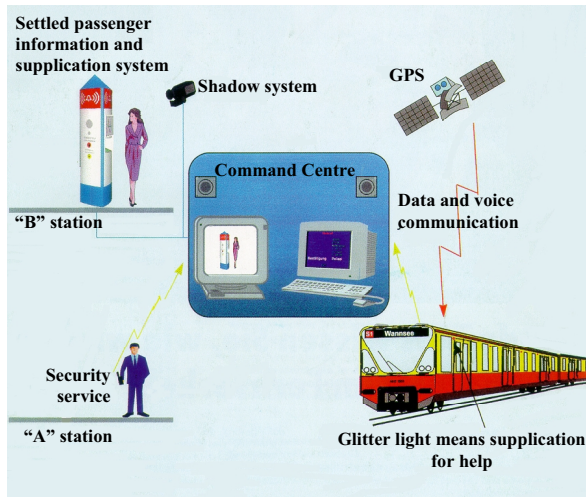 Settled passenger
information and
supplication system
Shadow system
GPS
Command Centre
Data and voice
communication
“B” station
Security
service
“A” station
S1 Wannsee
Glitter light means supplication
for help